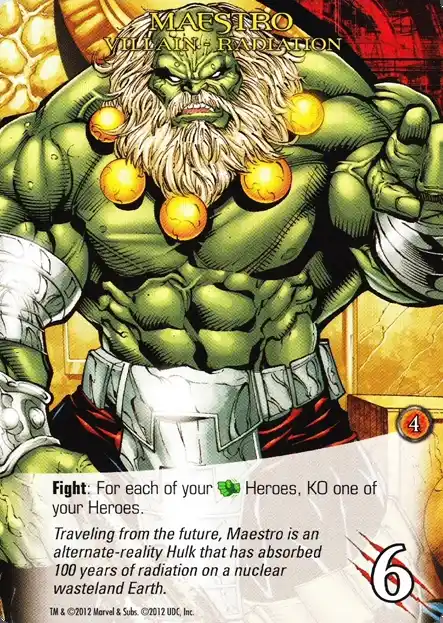 MAESTRO
VILLAIN - RADIATION
4
Fight: For each of your Heroes, KO one of
your Heroes.
Traveling from the future, Maestro is an
alternate-reality Hulk that has absorbed
100 years of radiation on a nuclear
wasteland Earth.
6
TM & ©2012 Marvel & Subs. ©2012 UDC, Inc.